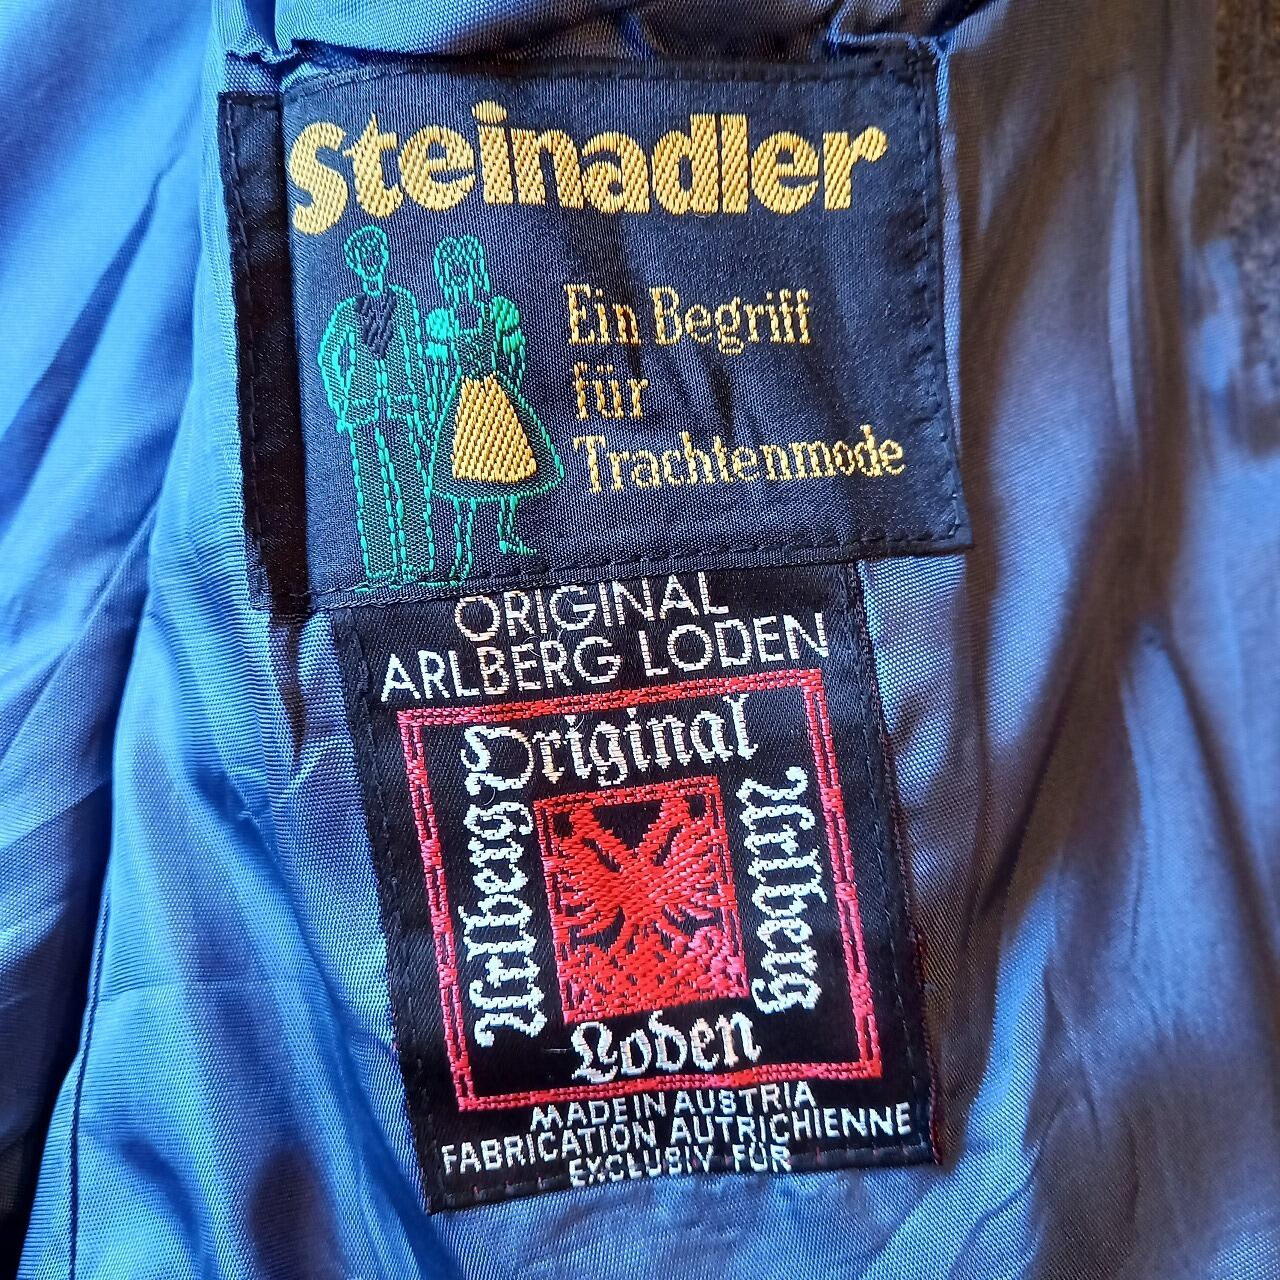 Steinadler
Ein Begriff
für
Trachtenmode
ORIGINAL
ARLBERG LODEN
Original
Arlberg
Arlberg
Loden
MADE IN AUSTRIA
FABRICATION AUTRICHIENNE
EXCLUSIV FÜR